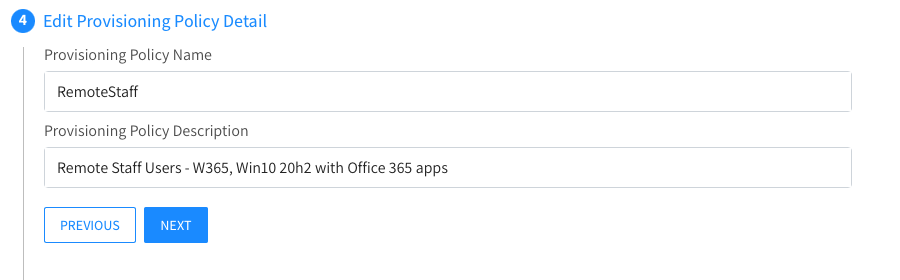 4 Edit Provisioning Policy Detail
Provisioning Policy Name
RemoteStaff
Provisioning Policy Description
Remote Staff Users - W365, Win10 20h2 with Office 365 apps
PREVIOUS NEXT